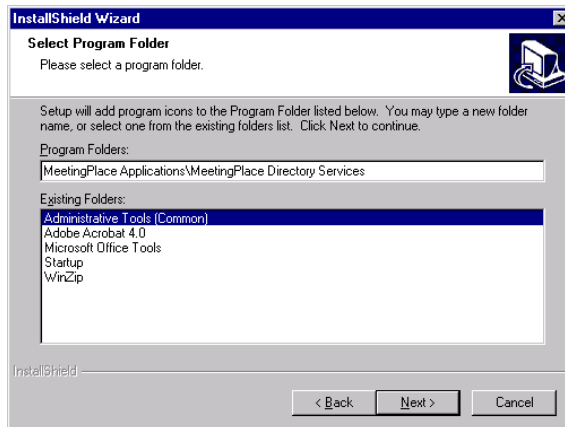 InstallShield Wizard
Select Program Folder
Please select a program folder.
Setup will add program icons to the Program Folder listed below. You may type a new folder
name, or select one from the existing folders list. Click Next to continue.
Program Folders:
MeetingPlace Applications\MeetingPlace Directory Services
Existing Folders:
Administrative Tools (Common)
Adobe Acrobat 4.0
Microsoft Office Tools
Startup
WinZip
InstallShield
< Back Next > Cancel